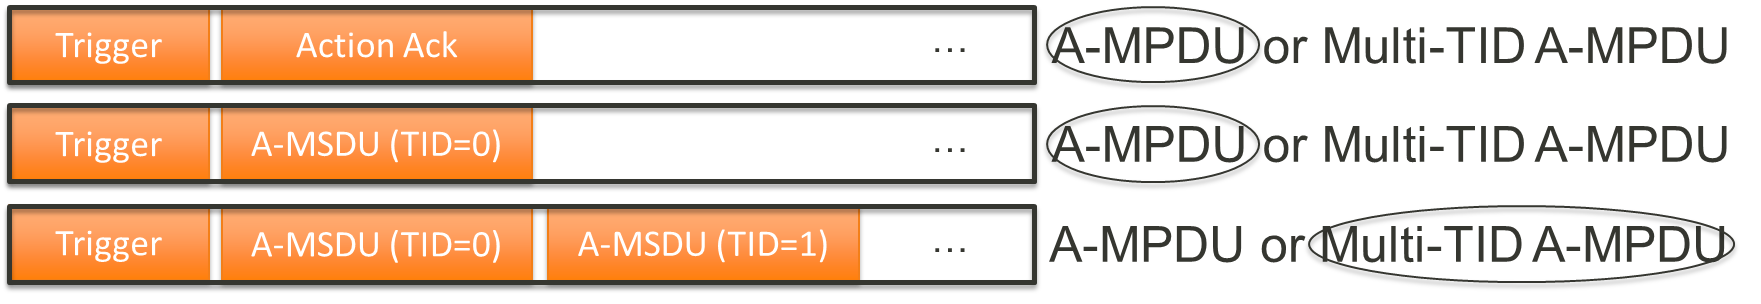 Trigger Action Ack ... A-MPDU or Multi-TID A-MPDU
Trigger A-MSDU (TID=0) ... A-MPDU or Multi-TID A-MPDU
Trigger A-MSDU (TID=0) A-MSDU (TID=1) ... A-MPDU or Multi-TID A-MPDU